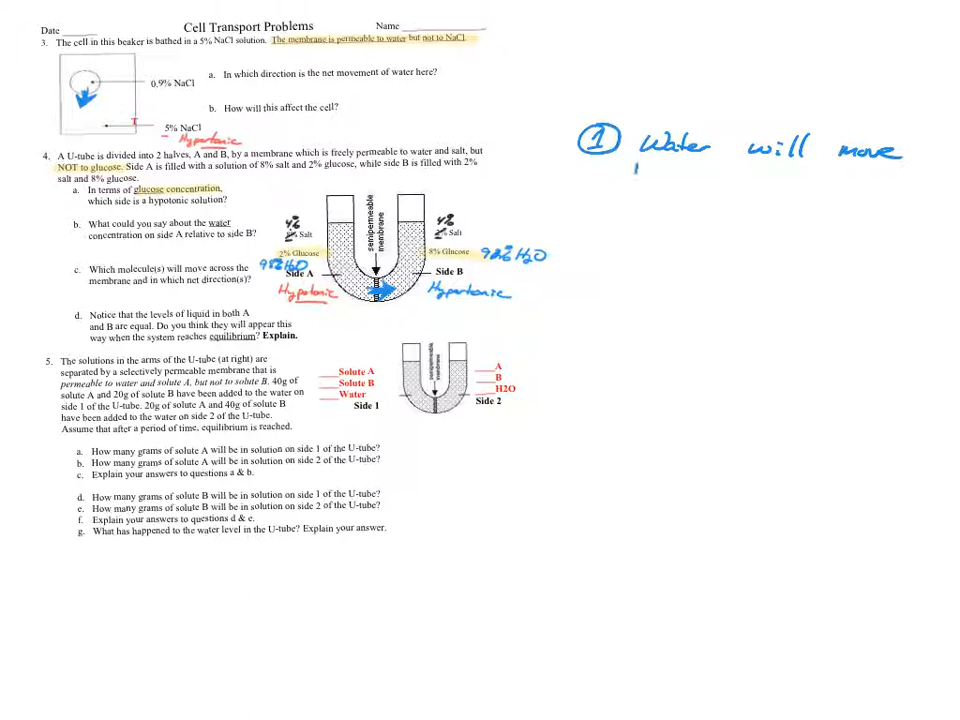 Date ______ Cell Transport Problems Name ______________
3. The cell in this beaker is bathed in a 5% NaCl solution. The membrane is permeable to water but not to NaCl.
a. In which direction is the net movement of water here?
0.9% NaCl
b. How will this affect the cell?
5% NaCl
Hypertonic
① Water will move
4. A U-tube is divided into 2 halves, A and B, by a membrane which is freely permeable to water and salt, but
NOT to glucose. Side A is filled with a solution of 8% salt and 2% glucose, while side B is filled with 2%
salt and 8% glucose.
a. In terms of glucose concentration,
which side is a hypotonic solution?
b. What could you say about the water
concentration on side A relative to side B?
c. Which molecule(s) will move across the
membrane and in which net direction(s)?
d. Notice that the levels of liquid in both A
and B are equal. Do you think they will appear this
way when the system reaches equilibrium? Explain.
semipermeable
membrane
4%
Salt
2% Glucose
H2O
Side A
Hypotonic
4%
Salt
8% Glucose
92% H2O
Side B
Hypertonic
5. The solutions in the arms of the U-tube (at right) are
separated by a selectively permeable membrane that is
permeable to water and solute A, but not to solute B. 40g of
solute A and 20g of solute B have been added to the water on
side 1 of the U-tube. 20g of solute A and 40g of solute B
have been added to the water on side 2 of the U-tube.
Assume that after a period of time, equilibrium is reached.
____Solute A
____Solute B
____Water
Side 1
semipermeable
membrane
____A
____B
____H2O
Side 2
a. How many grams of solute A will be in solution on side 1 of the U-tube?
b. How many grams of solute A will be in solution on side 2 of the U-tube?
c. Explain your answers to questions a & b.
d. How many grams of solute B will be in solution on side 1 of the U-tube?
e. How many grams of solute B will be in solution on side 2 of the U-tube?
f. Explain your answers to questions d & e.
g. What has happened to the water level in the U-tube? Explain your answer.